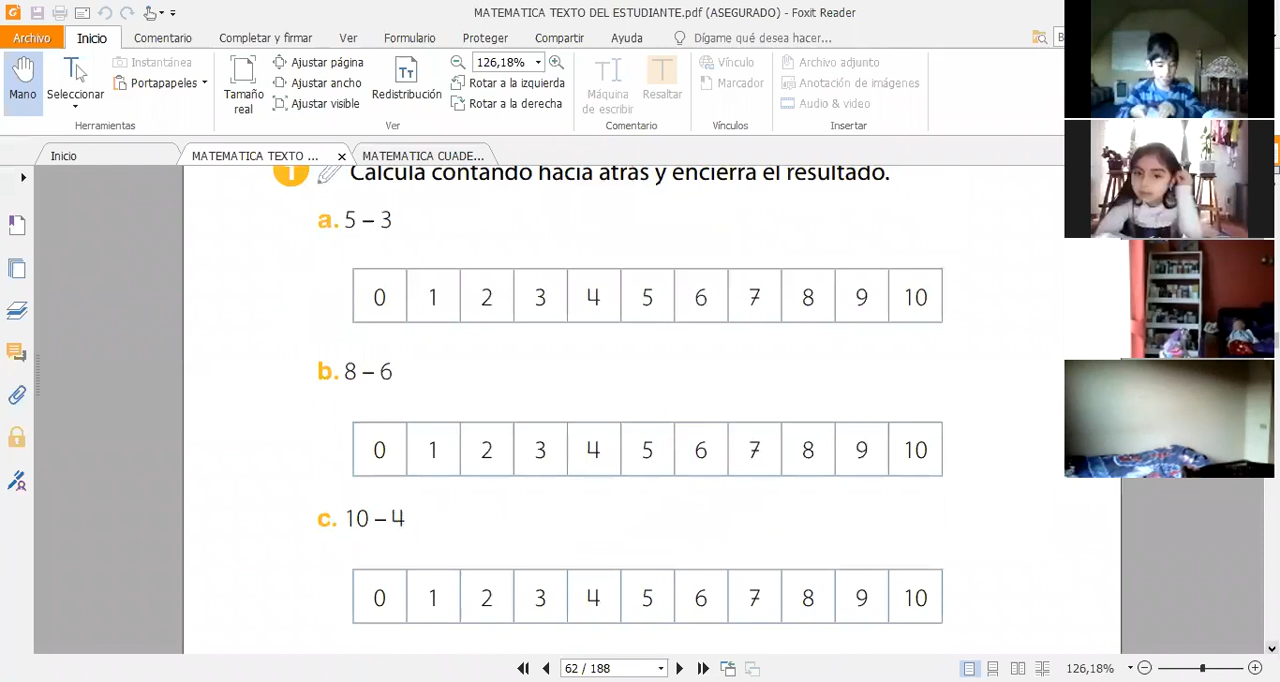 MATEMATICA TEXTO DEL ESTUDIANTE.pdf (ASEGURADO) - Foxit Reader
Archivo Inicio Comentario Completar y firmar Ver Formulario Proteger Compartir Ayuda Dígame qué desea hacer...
Mano
Seleccionar
Instantánea
Portapapeles
Herramientas
Tamaño real
Ajustar página
Ajustar ancho
Ajustar visible
Redistribución
126,18%
Rotar a la izquierda
Rotar a la derecha
Ver
Máquina de escribir
Resaltar
Comentario
Vínculo
Marcador
Vínculos
Archivo adjunto
Anotación de imágenes
Audio & video
Insertar
Inicio
MATEMATICA TEXTO ...
MATEMATICA CUADE...
1 Calcula contando hacia atrás y encierra el resultado.
a. 5 – 3
0 1 2 3 4 5 6 7 8 9 10
b. 8 – 6
0 1 2 3 4 5 6 7 8 9 10
c. 10 – 4
0 1 2 3 4 5 6 7 8 9 10
62 / 188
126,18%